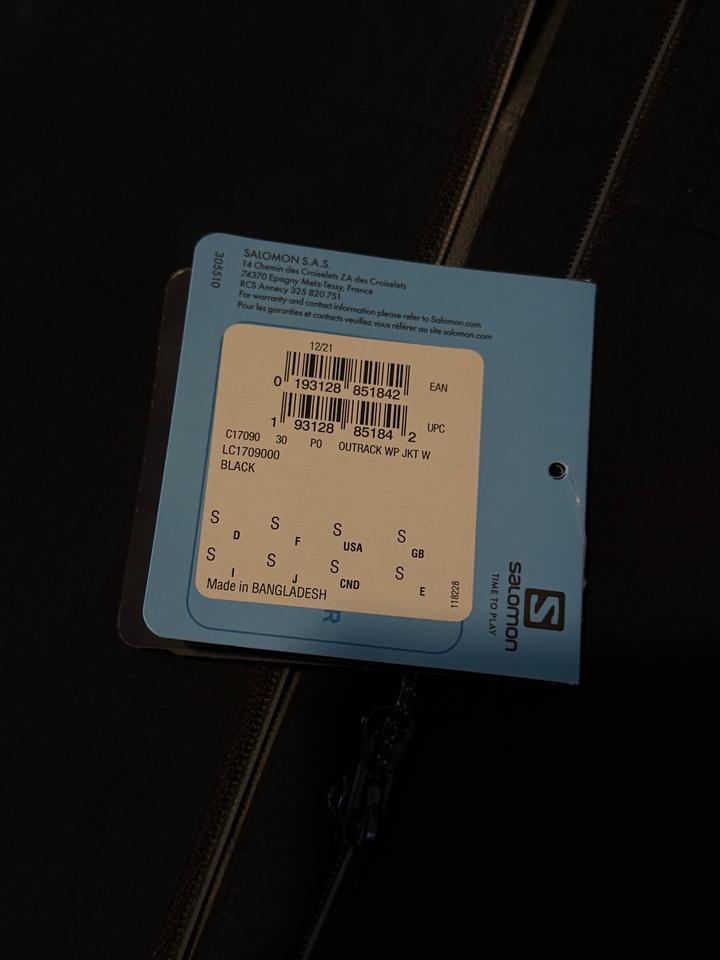 305510
SALOMON S.A.S.
14 Chemin des Croiselets ZA des Croiselets
74370 Epagny Metz-Tessy, France
RCS Annecy 325 820 751
For warranty and contact information please refer to Salomon.com
Pour les garanties et contacts veuillez vous référer au site salomon.com
12/21
0 193128 851842 EAN
1 93128 85184 2 UPC
C17090 30 P0 OUTRACK WP JKT W
LC1709000
BLACK
S D S F S USA S GB
S I S J S CND S E
Made in BANGLADESH
118228
R
S
salomon
TIME TO PLAY